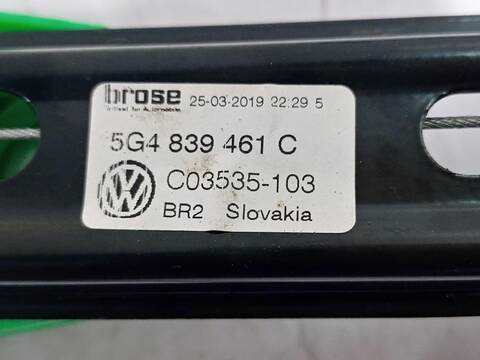 brose 25-03-2019 22:29 5
5G4 839 461 C
C03535-103
BR2 Slovakia